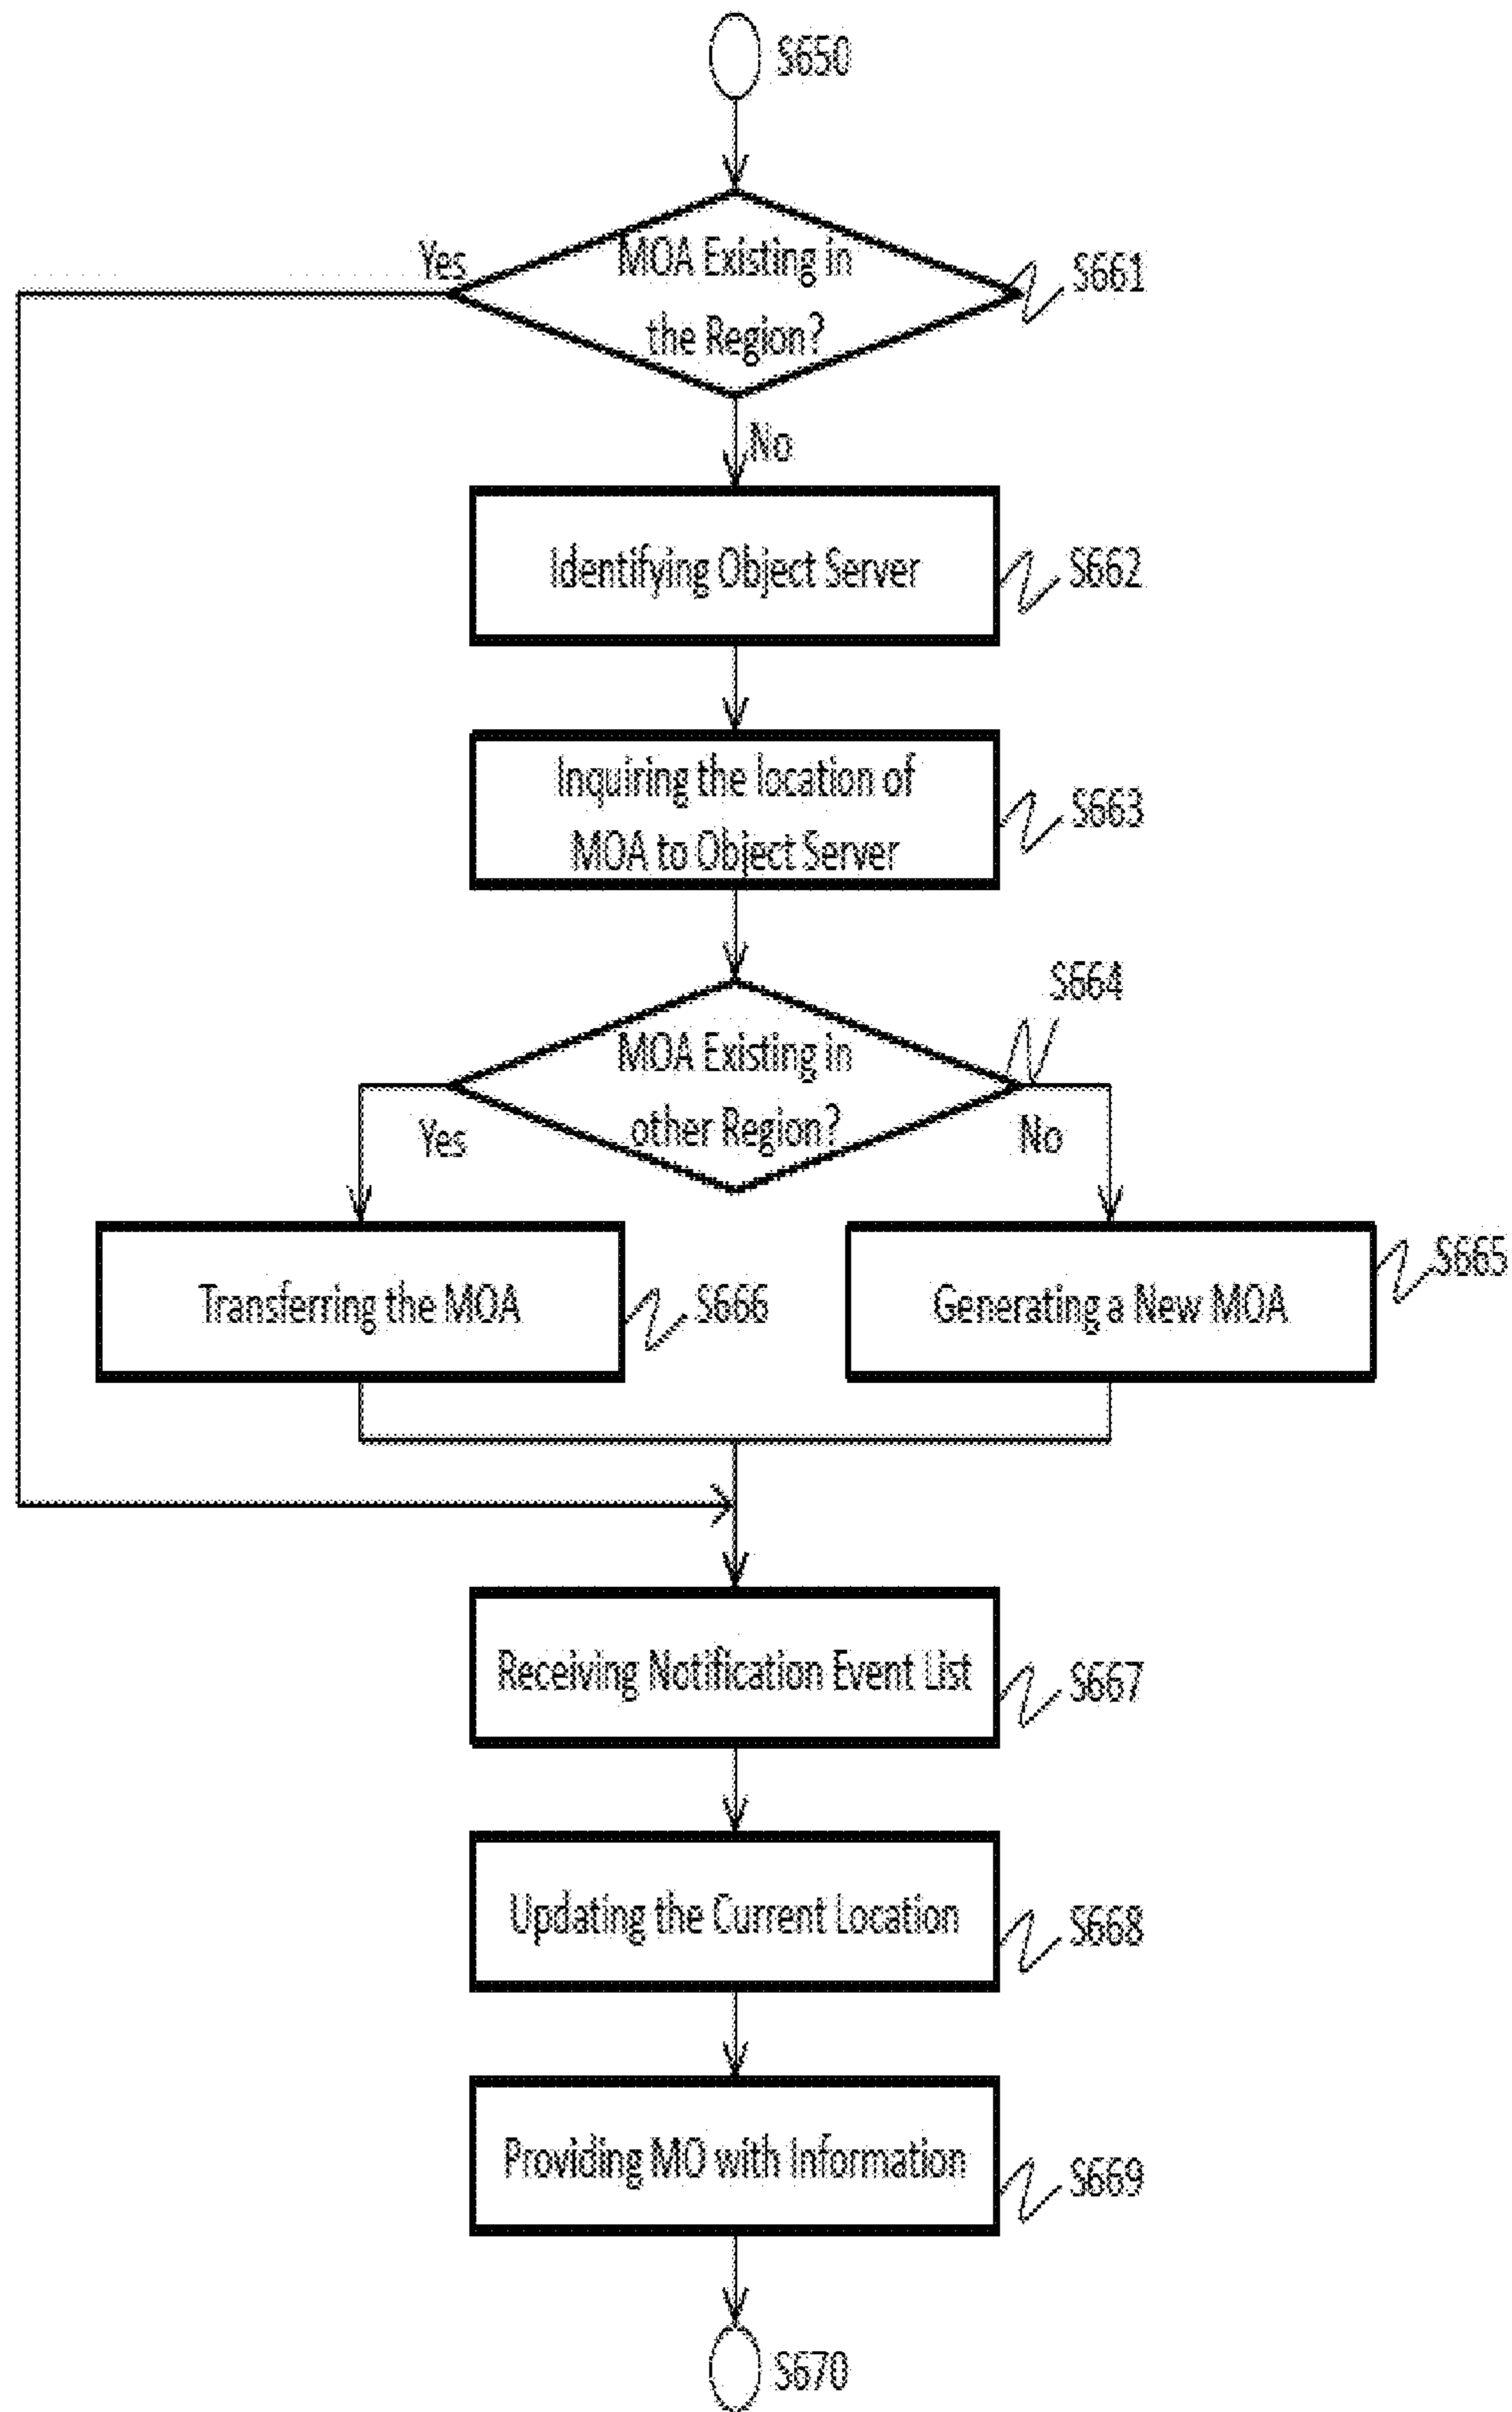 S650
Yes
MOA Existing in
the Region?
S661
No
Identifying Object Server
S662
Inquiring the location of
MOA to Object Server
S663
S664
MOA Existing in
other Region?
Yes
No
Transferring the MOA
S666
Generating a New MOA
S665
Receiving Notification Event List
S667
Updating the Current Location
S668
Providing MO with Information
S669
S670